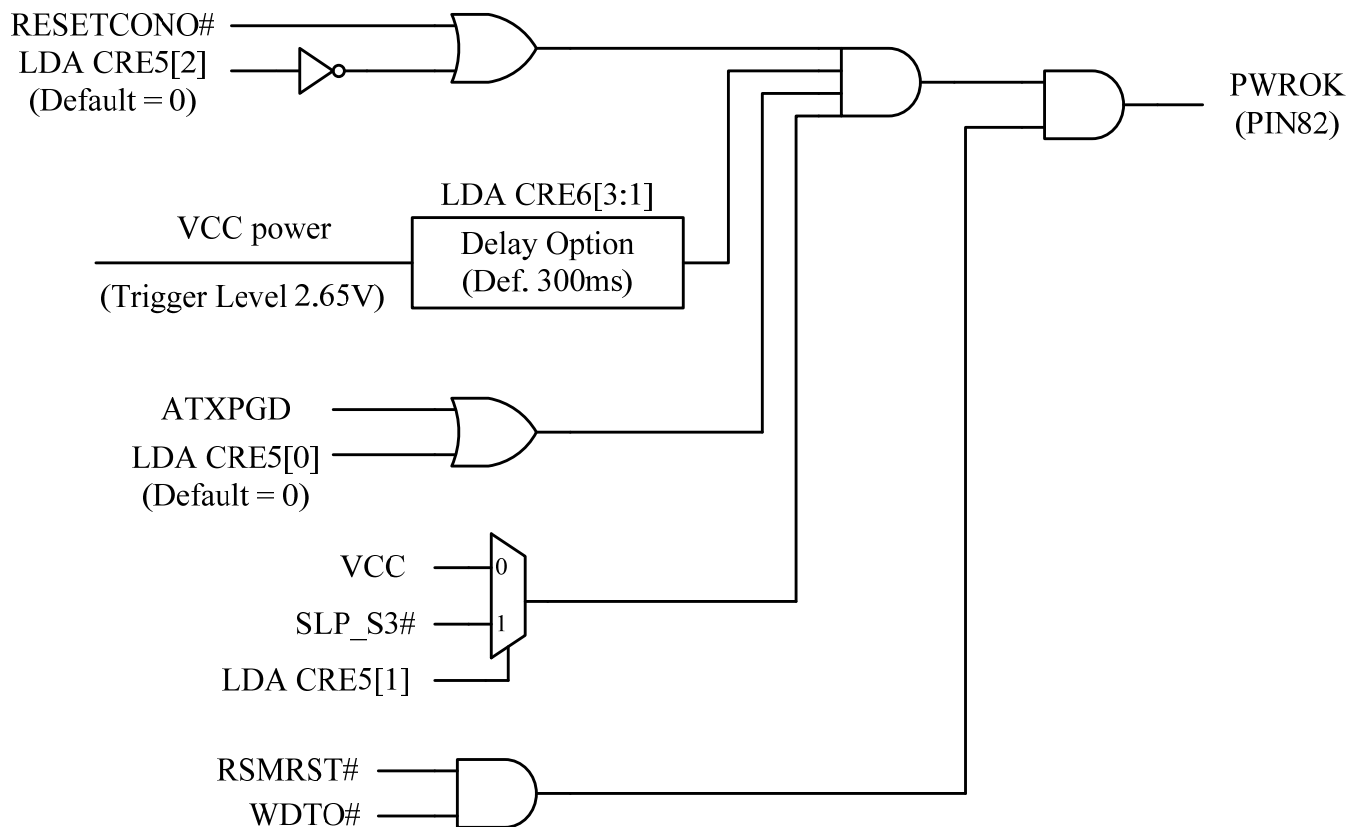 RESETCONO#
LDA CRE5[2]
(Default = 0)
PWROK
(PIN82)
LDA CRE6[3:1]
VCC power
Delay Option
(Def. 300ms)
(Trigger Level 2.65V)
ATXPGD
LDA CRE5[0]
(Default = 0)
VCC
0
SLP_S3#
1
LDA CRE5[1]
RSMRST#
WDTO#